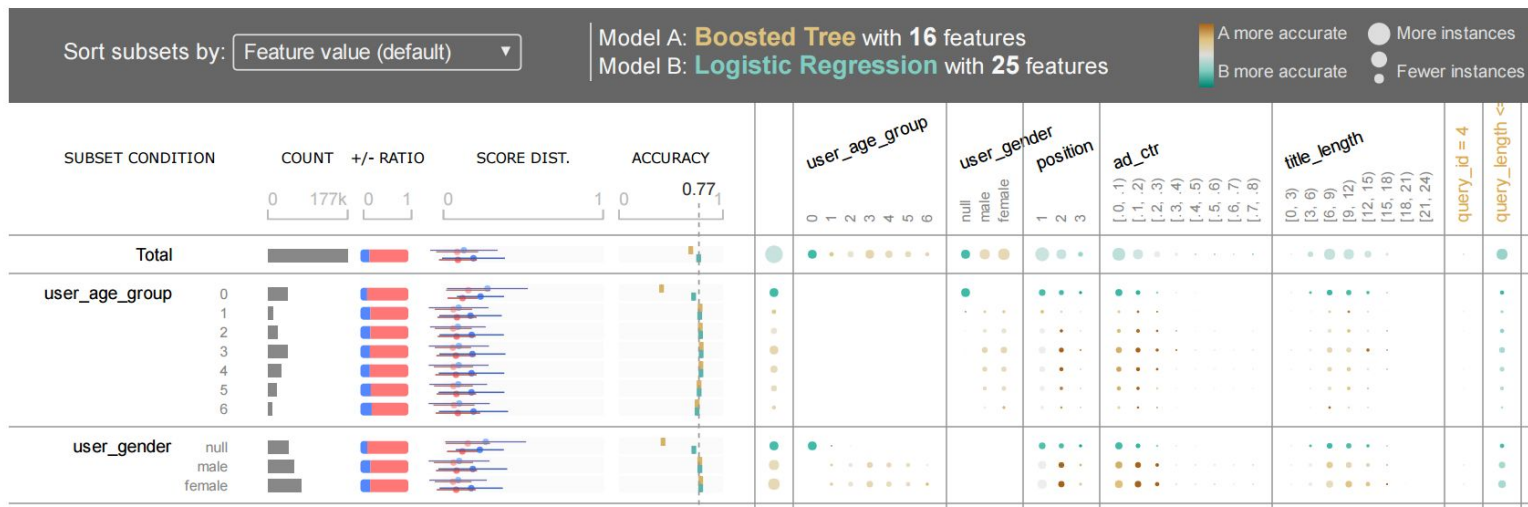 Sort subsets by: Feature value (default) ▼
Model A: Boosted Tree with 16 features
Model B: Logistic Regression with 25 features
A more accurate
B more accurate
More instances
Fewer instances
SUBSET CONDITION COUNT +/- RATIO SCORE DIST. ACCURACY
0 177k 0 1 0 1 0 0.77 1
user_age_group
0 1 2 3 4 5 6
user_gender
null male female
position
1 2 3
ad_ctr
[.0, .1) [.1, .2) [.2, .3) [.3, .4) [.4, .5) [.5, .6) [.6, .7) [.7, .8)
title_length
[0, 3) [3, 6) [6, 9) [9, 12) [12, 15) [15, 18) [18, 21) [21, 24)
query_id = 4
query_length <
Total
user_age_group 0
1
2
3
4
5
6
user_gender null
male
female